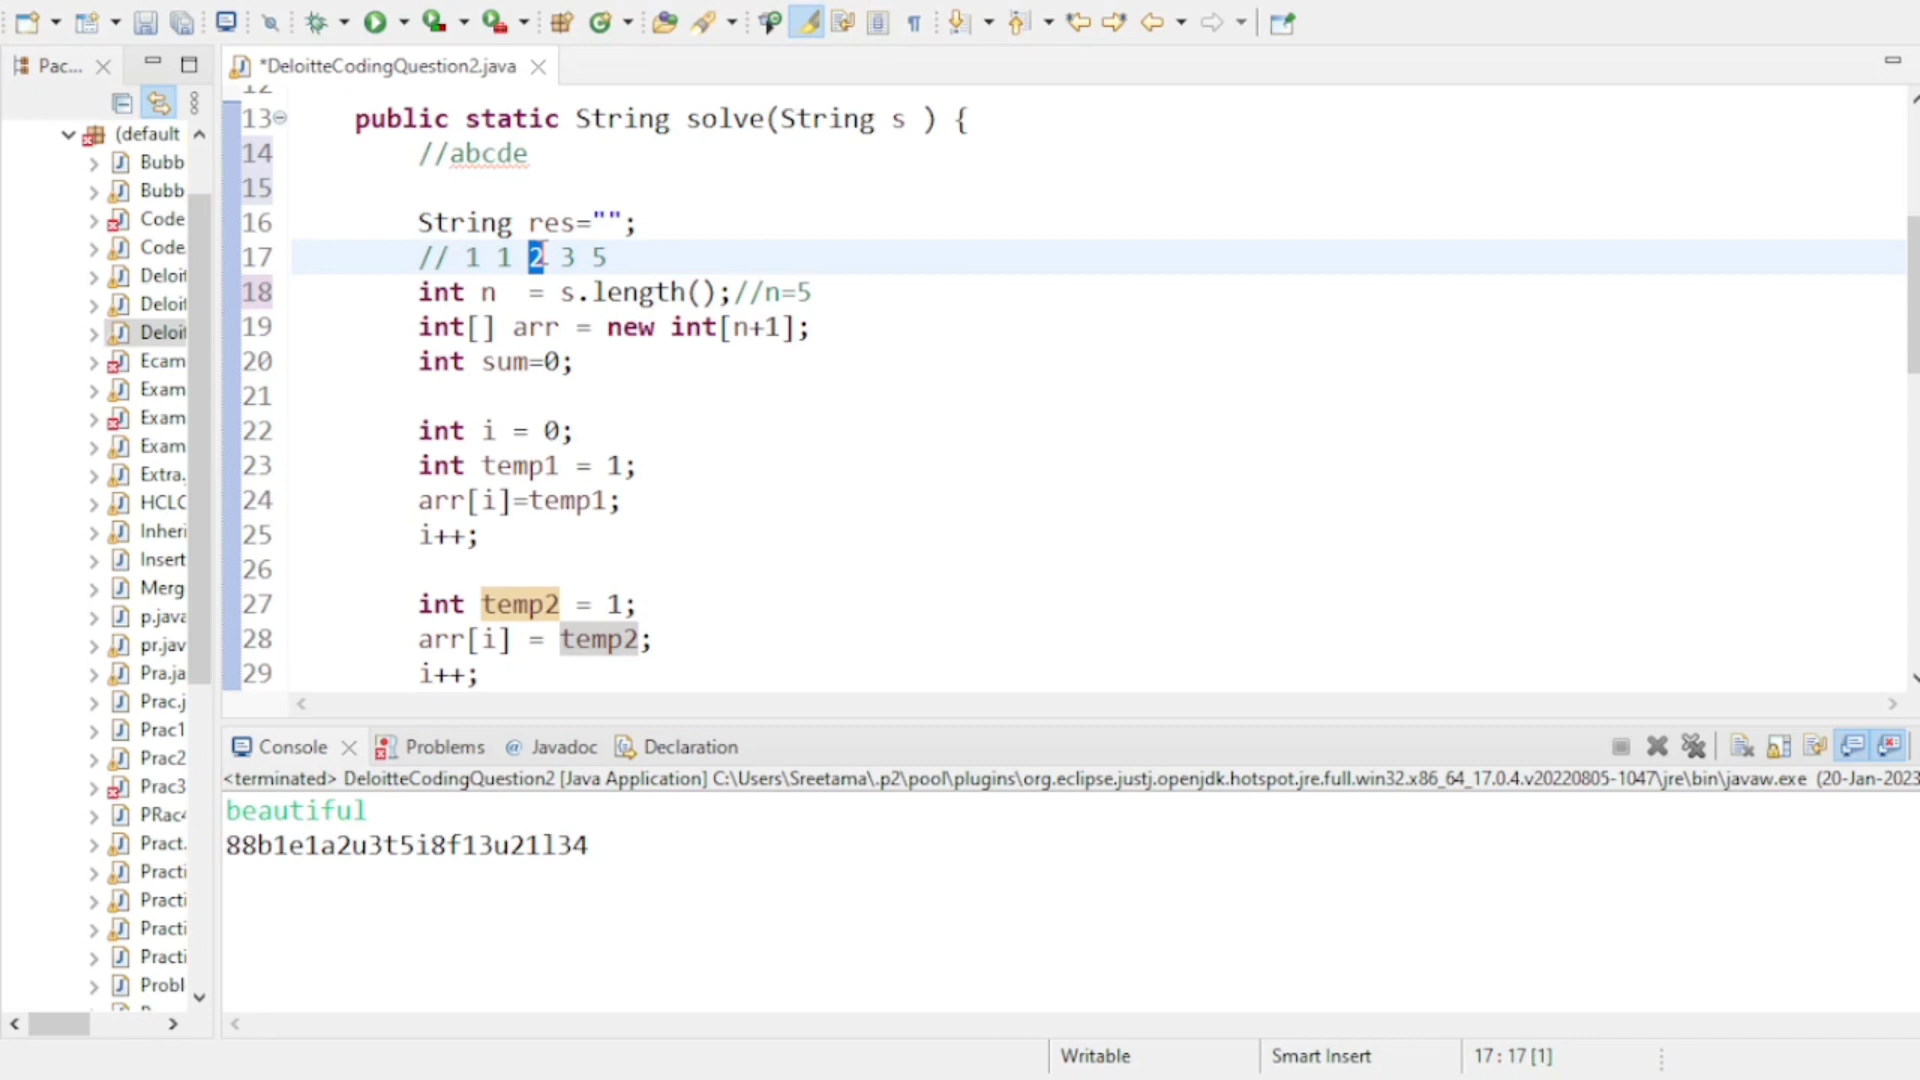 Pac...
*DeloitteCodingQuestion2.java
(default
Bubb
Bubb
Code
Code
Deloit
Deloit
Deloit
Ecam
Exam
Exam
Exam
Extra.
HCLC
Inheri
Insert
Merg
p.java
pr.jav
Pra.ja
Prac.j
Prac1
Prac2
Prac3
PRac4
Pract.
Practi
Practi
Practi
Practi
Probl
12
13 public static String solve(String s ) {
14 //abcde
15
16 String res="";
17 // 1 1 2 3 5
18 int n  = s.length();//n=5
19 int[] arr = new int[n+1];
20 int sum=0;
21
22 int i = 0;
23 int temp1 = 1;
24 arr[i]=temp1;
25 i++;
26
27 int temp2 = 1;
28 arr[i] = temp2;
29 i++;
Console Problems @ Javadoc Declaration
<terminated> DeloitteCodingQuestion2 [Java Application] C:\Users\Sreetama\.p2\pool\plugins\org.eclipse.justj.openjdk.hotspot.jre.full.win32.x86_64_17.0.4.v20220805-1047\jre\bin\javaw.exe (20-Jan-2023
beautiful
88b1e1a2u3t5i8f13u21l34
Writable Smart Insert 17 : 17 [1]